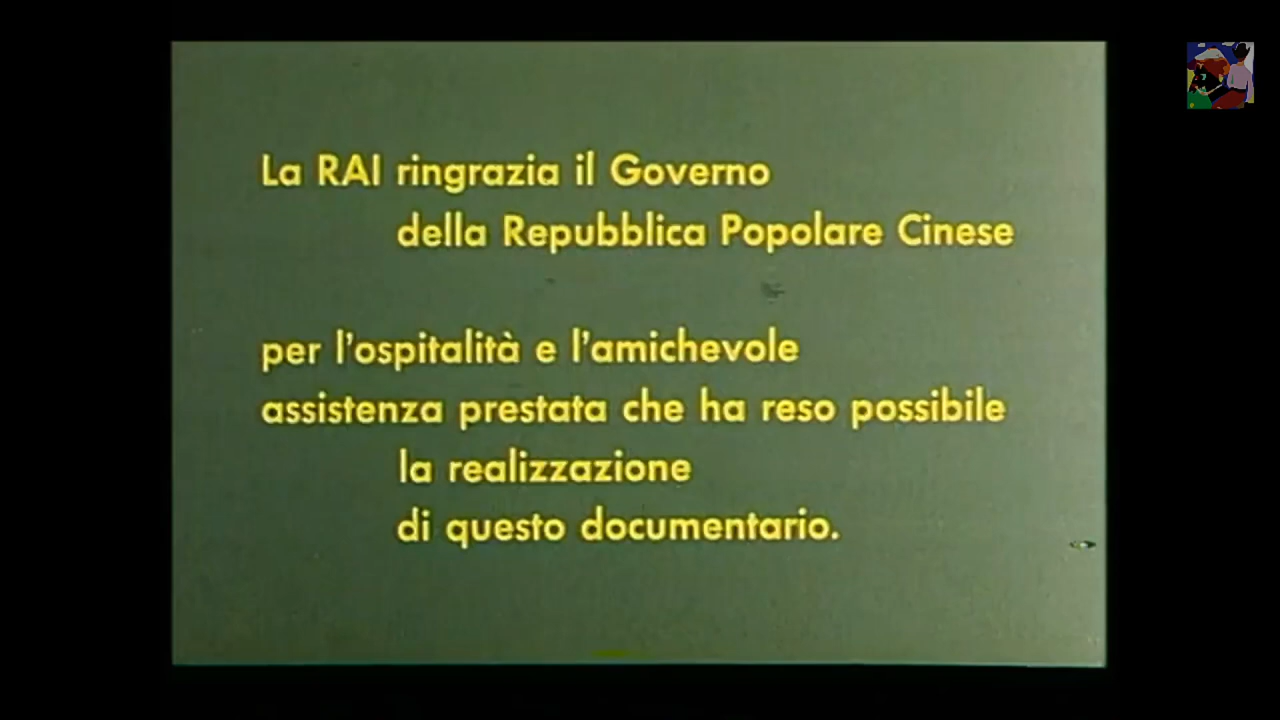 La RAI ringrazia il Governo
della Repubblica Popolare Cinese
per l'ospitalità e l'amichevole
assistenza prestata che ha reso possibile
la realizzazione
di questo documentario.